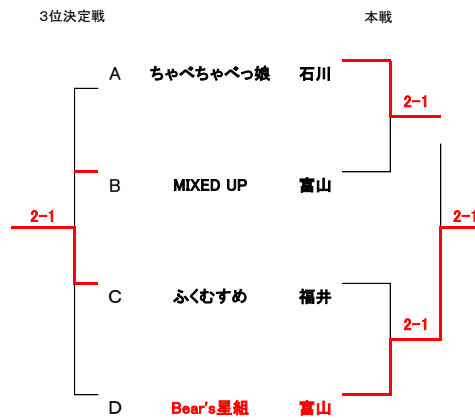 3位決定戦 本戦
A ちゃべちゃべっ娘 石川
2-1
B MIXED UP 富山
2-1 2-1
C ふくむすめ 福井
2-1
D Bear's星組 富山